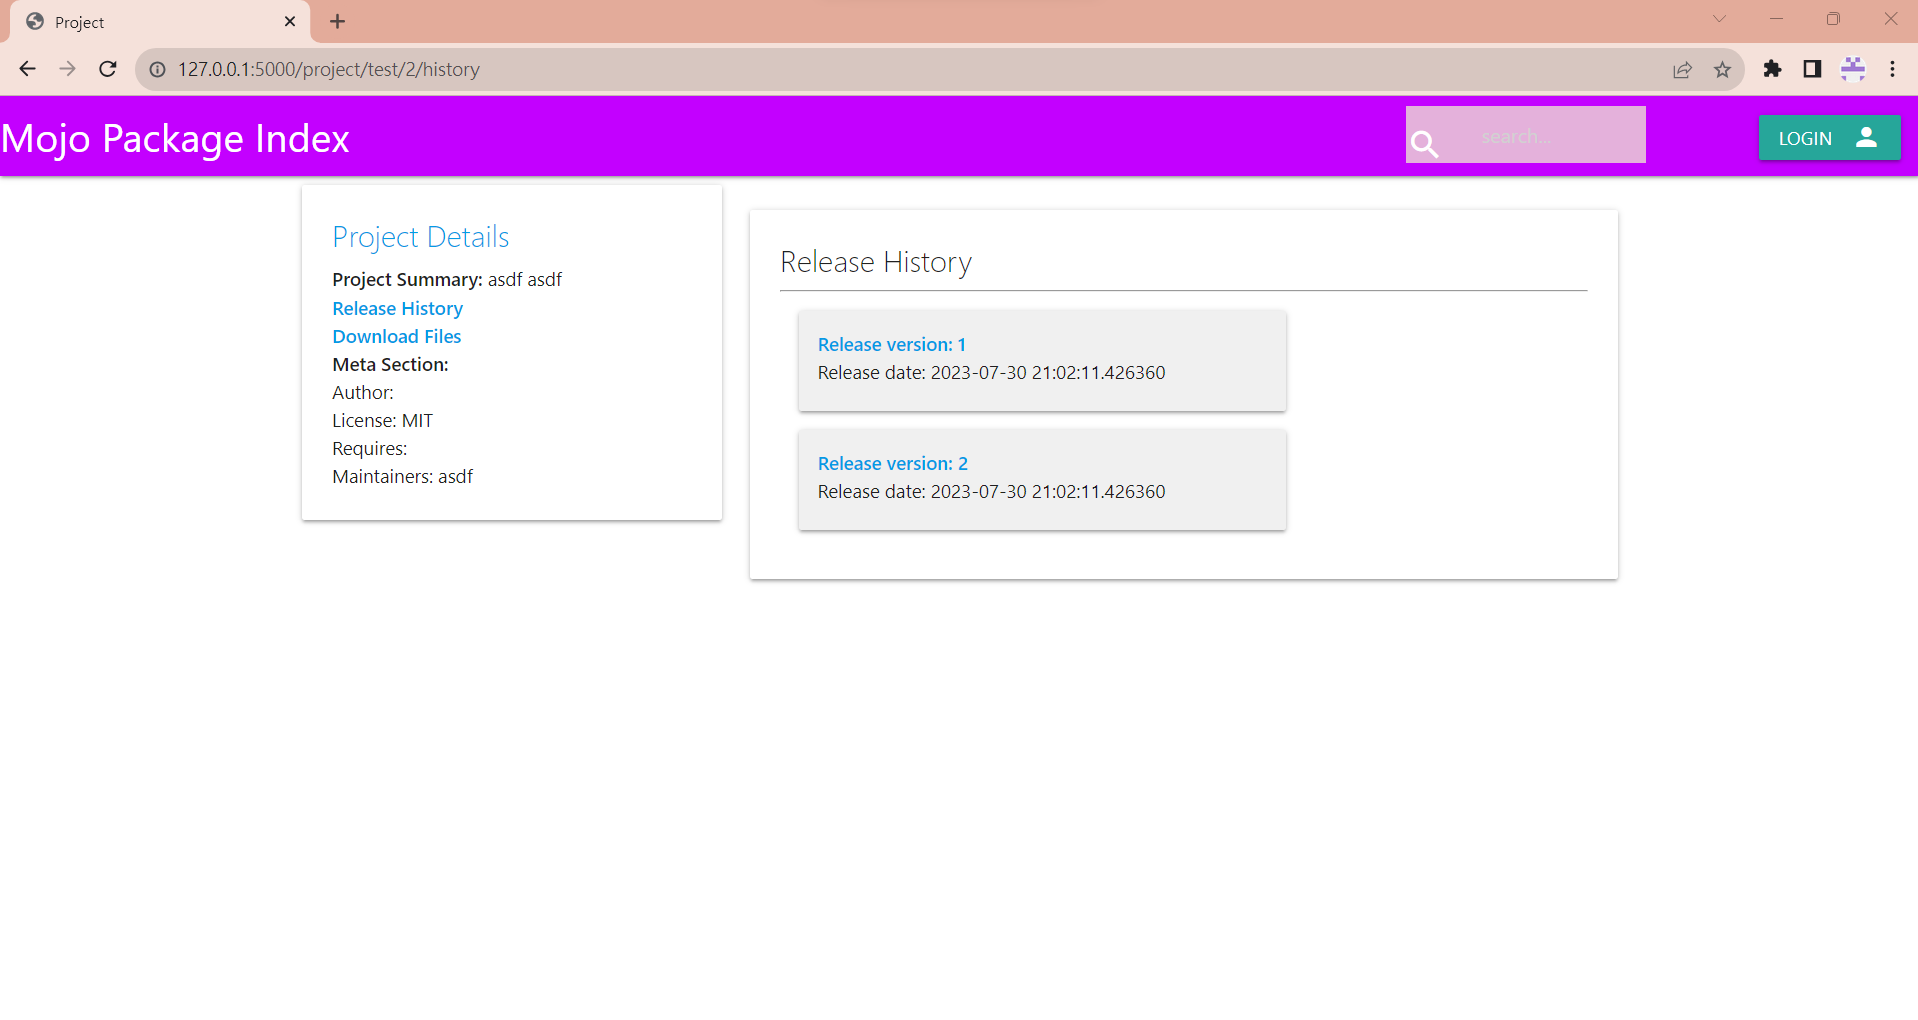 Project
127.0.0.1:5000/project/test/2/history
Mojo Package Index
search...
LOGIN
Project Details
Project Summary: asdf asdf
Release History
Download Files
Meta Section:
Author:
License: MIT
Requires:
Maintainers: asdf
Release History
Release version: 1
Release date: 2023-07-30 21:02:11.426360
Release version: 2
Release date: 2023-07-30 21:02:11.426360